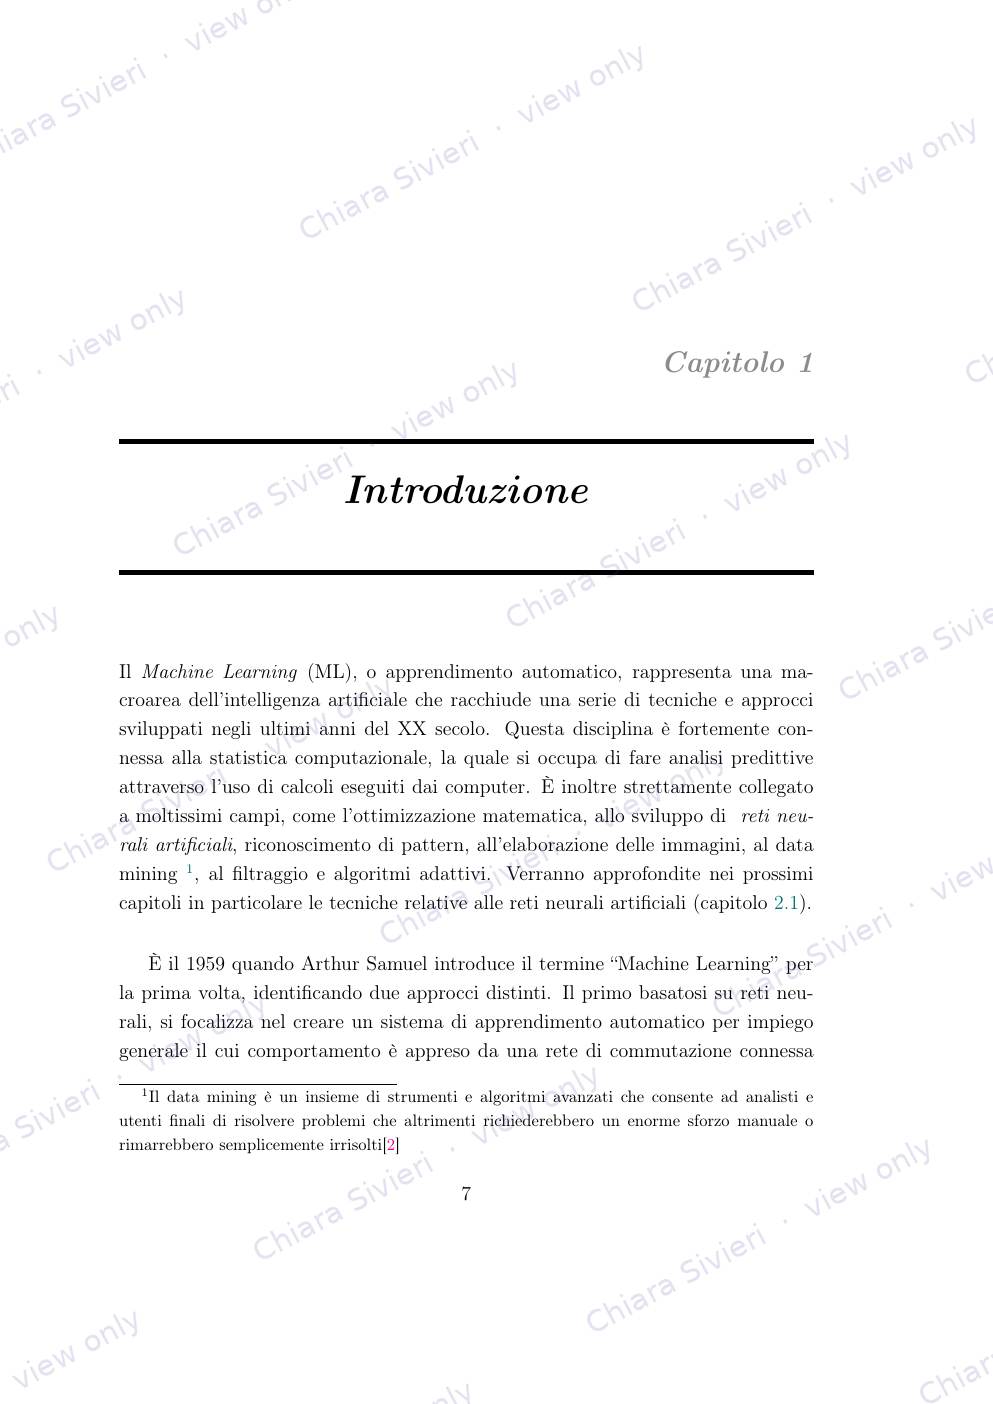 Capitolo 1
Introduzione
Il Machine Learning (ML), o apprendimento automatico, rappresenta una ma-
croarea dell'intelligenza artificiale che racchiude una serie di tecniche e approcci
sviluppati negli ultimi anni del XX secolo. Questa disciplina è fortemente con-
nessa alla statistica computazionale, la quale si occupa di fare analisi predittive
attraverso l'uso di calcoli eseguiti dai computer. È inoltre strettamente collegato
a moltissimi campi, come l'ottimizzazione matematica, allo sviluppo di reti neu-
rali artificiali, riconoscimento di pattern, all'elaborazione delle immagini, al data
mining ¹, al filtraggio e algoritmi adattivi. Verranno approfondite nei prossimi
capitoli in particolare le tecniche relative alle reti neurali artificiali (capitolo 2.1).
È il 1959 quando Arthur Samuel introduce il termine “Machine Learning” per
la prima volta, identificando due approcci distinti. Il primo basatosi su reti neu-
rali, si focalizza nel creare un sistema di apprendimento automatico per impiego
generale il cui comportamento è appreso da una rete di commutazione connessa
¹Il data mining è un insieme di strumenti e algoritmi avanzati che consente ad analisti e
utenti finali di risolvere problemi che altrimenti richiederebbero un enorme sforzo manuale o
rimarrebbero semplicemente irrisolti[2]
7
Chiara Sivieri · view only